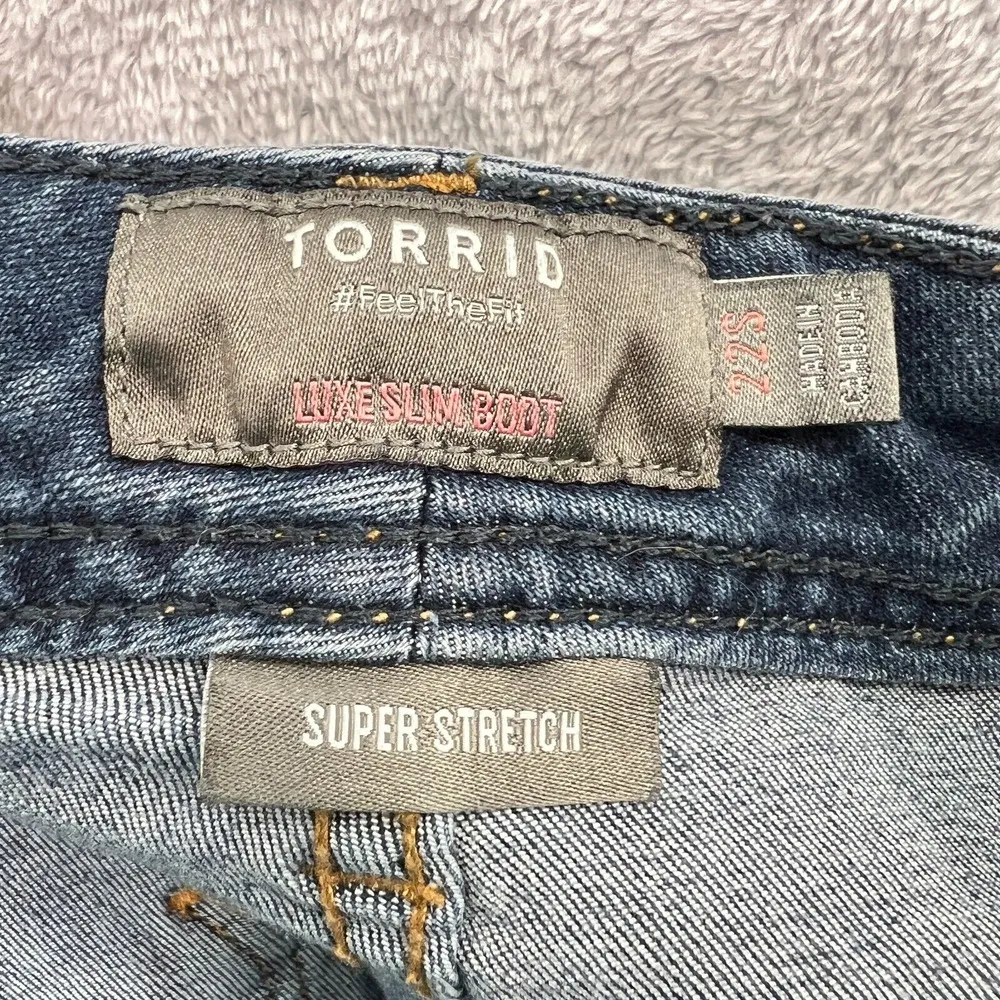 TORRID
#FeelTheFit
LUXE SLIM BOOT
22S
MADE IN
CAMBODIA
SUPER STRETCH